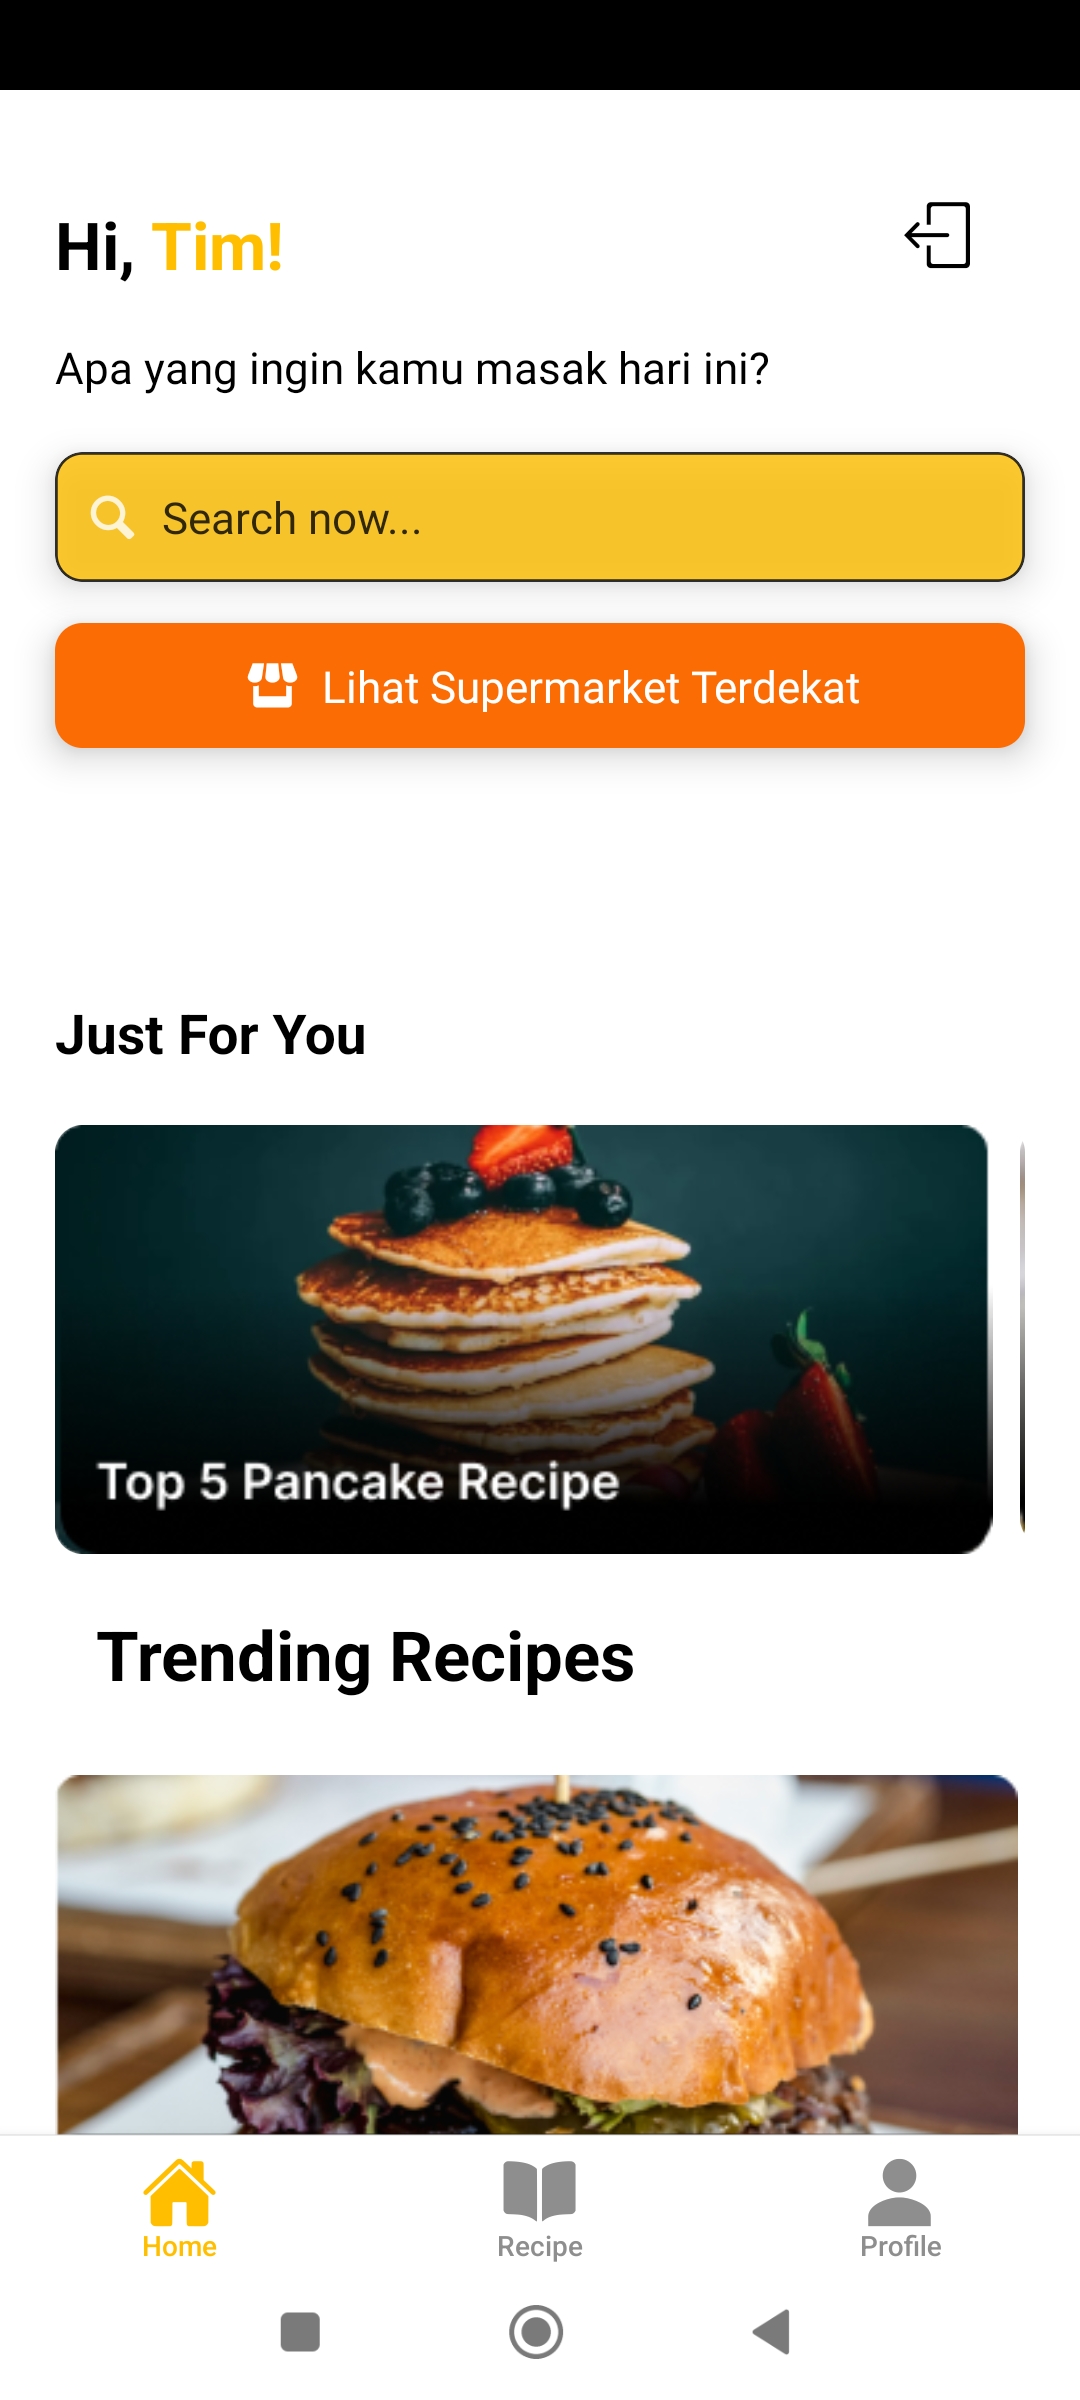 Hi, Tim!
Apa yang ingin kamu masak hari ini?
Search now...
Lihat Supermarket Terdekat
Just For You
Top 5 Pancake Recipe
Trending Recipes
Home
Recipe
Profile